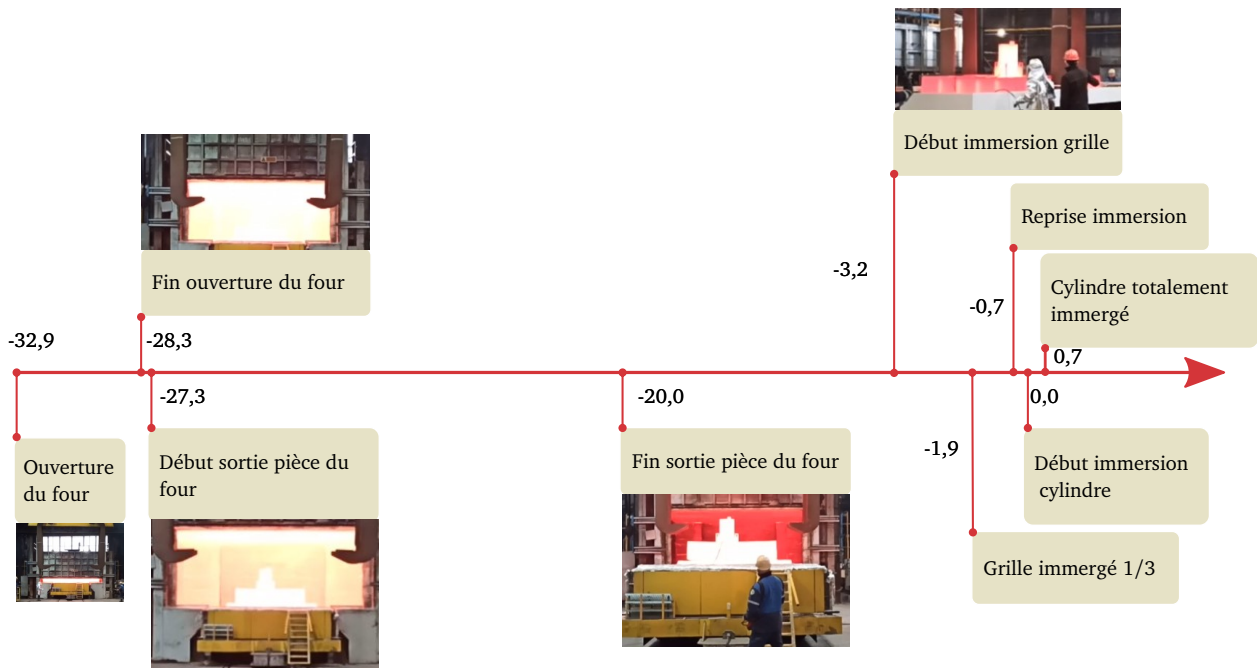 Début immersion grille
Reprise immersion
-3,2
Fin ouverture du four
Cylindre totalement
immergé
-0,7
-32,9
-28,3
0,7
-27,3
-20,0
0,0
-1,9
Ouverture
du four
Début sortie pièce du
four
Fin sortie pièce du four
Début immersion
cylindre
Grille immergé 1/3